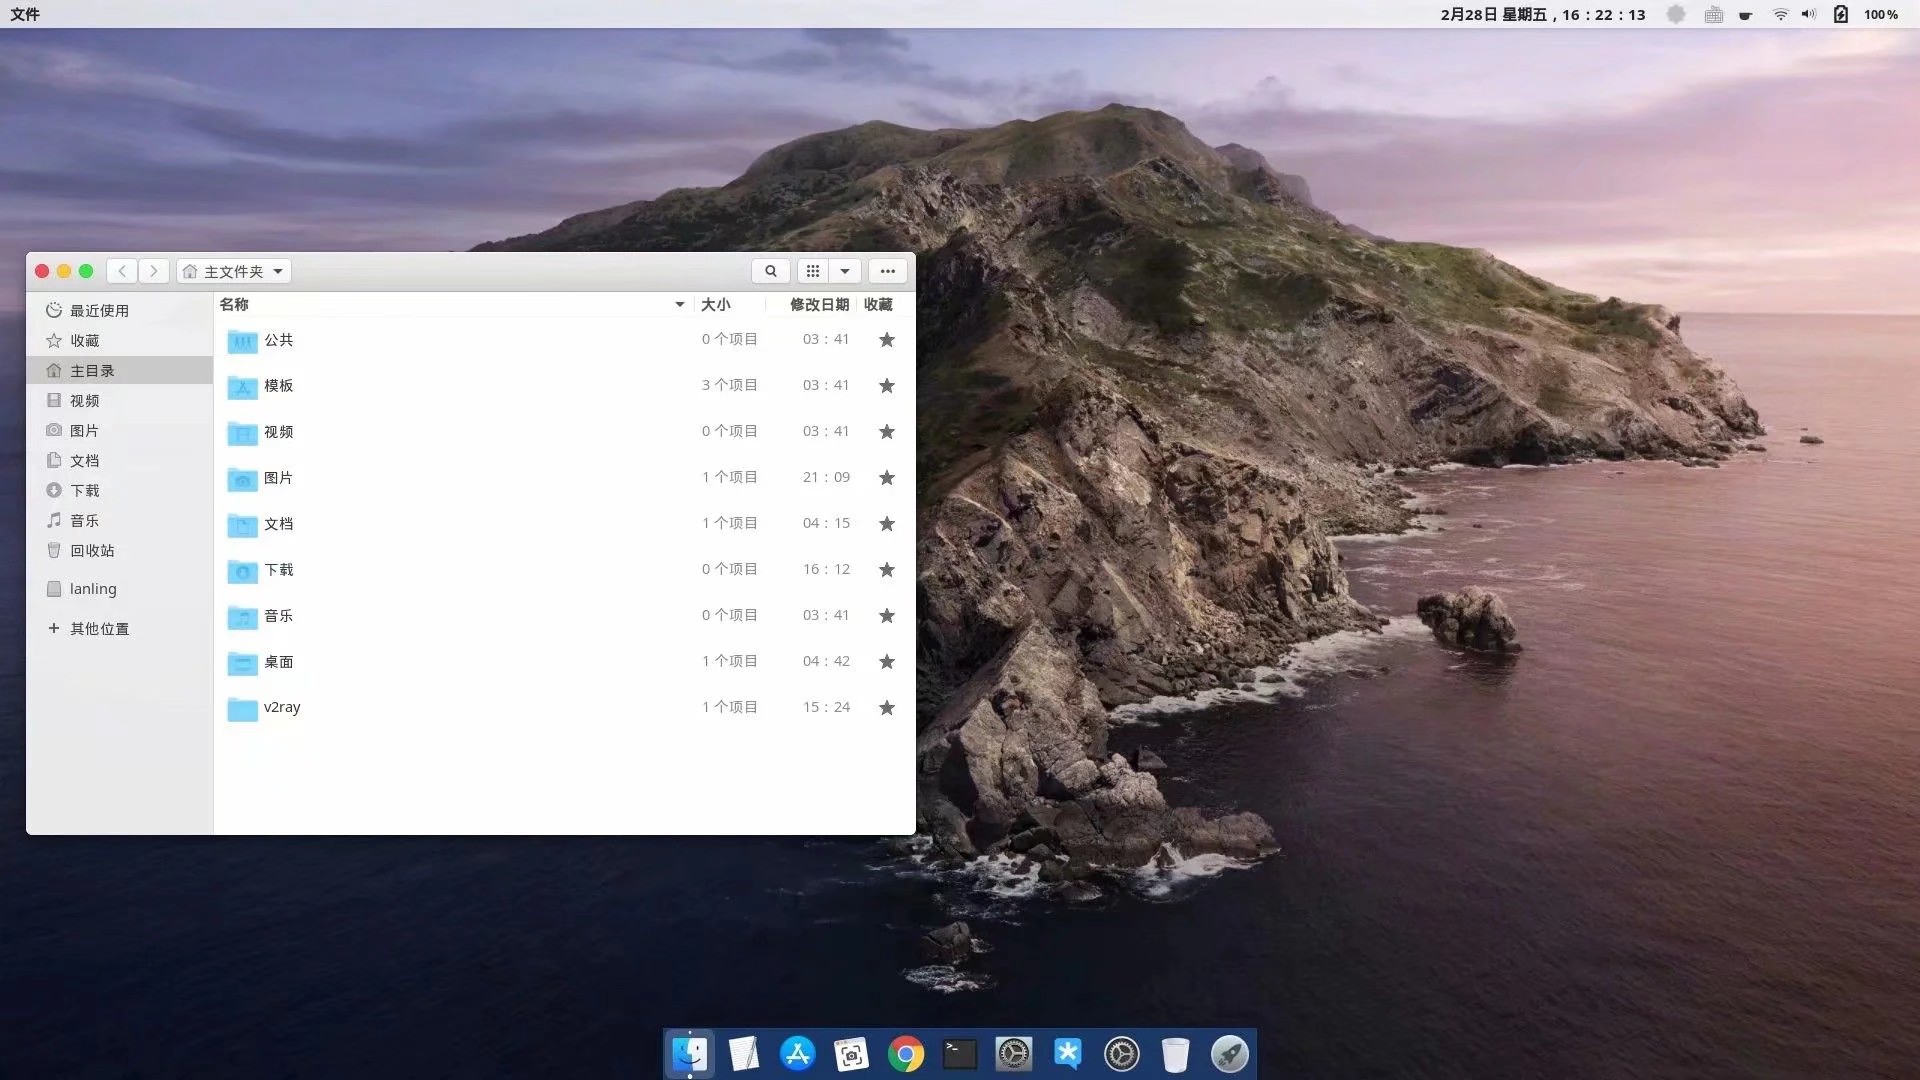 文件
2月28日 星期五，16：22：13
100 %
主文件夹
最近使用
收藏
主目录
视频
图片
文档
下载
音乐
回收站
lanling
其他位置
名称 大小 修改日期 收藏
公共 0 个项目 03：41
模板 3 个项目 03：41
视频 0 个项目 03：41
图片 1 个项目 21：09
文档 1 个项目 04：15
下载 0 个项目 16：12
音乐 0 个项目 03：41
桌面 1 个项目 04：42
v2ray 1 个项目 15：24